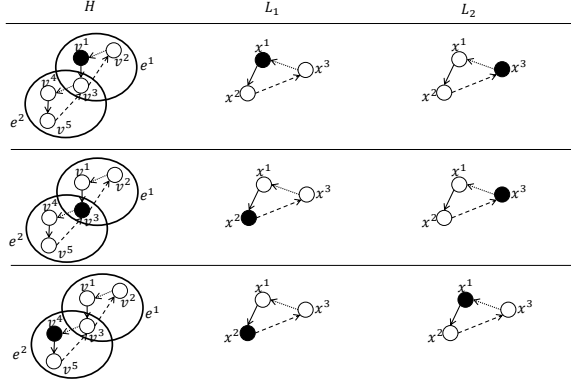 H L₁ L₂
v¹ v² e¹ x¹ x³
v⁴ v³ x²
e² v⁵
x¹ x³
x²
v¹ v² e¹
v⁴ v³
e² v⁵
x¹ x³
x²
x¹ x³
x²
v¹ v² e¹
v⁴ v³
e² v⁵
x¹ x³
x²
x¹ x³
x²